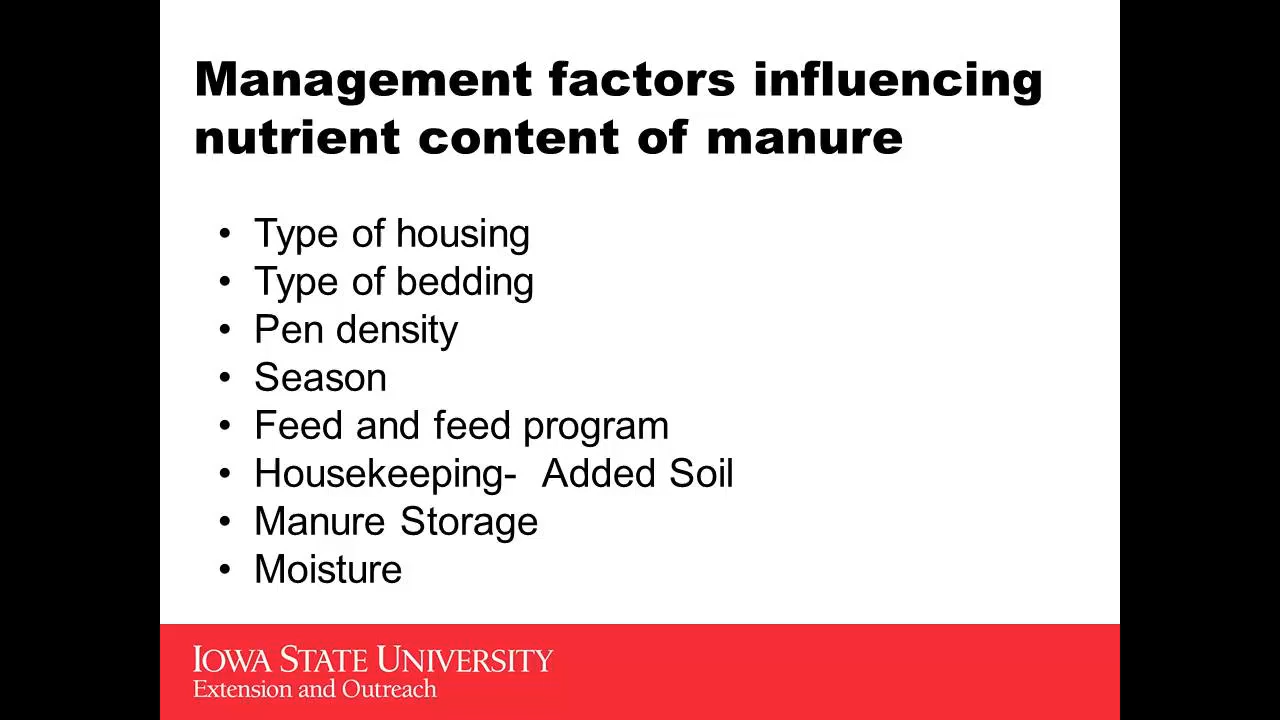 Management factors influencing
nutrient content of manure
• Type of housing
• Type of bedding
• Pen density
• Season
• Feed and feed program
• Housekeeping-  Added Soil
• Manure Storage
• Moisture
IOWA STATE UNIVERSITY
Extension and Outreach